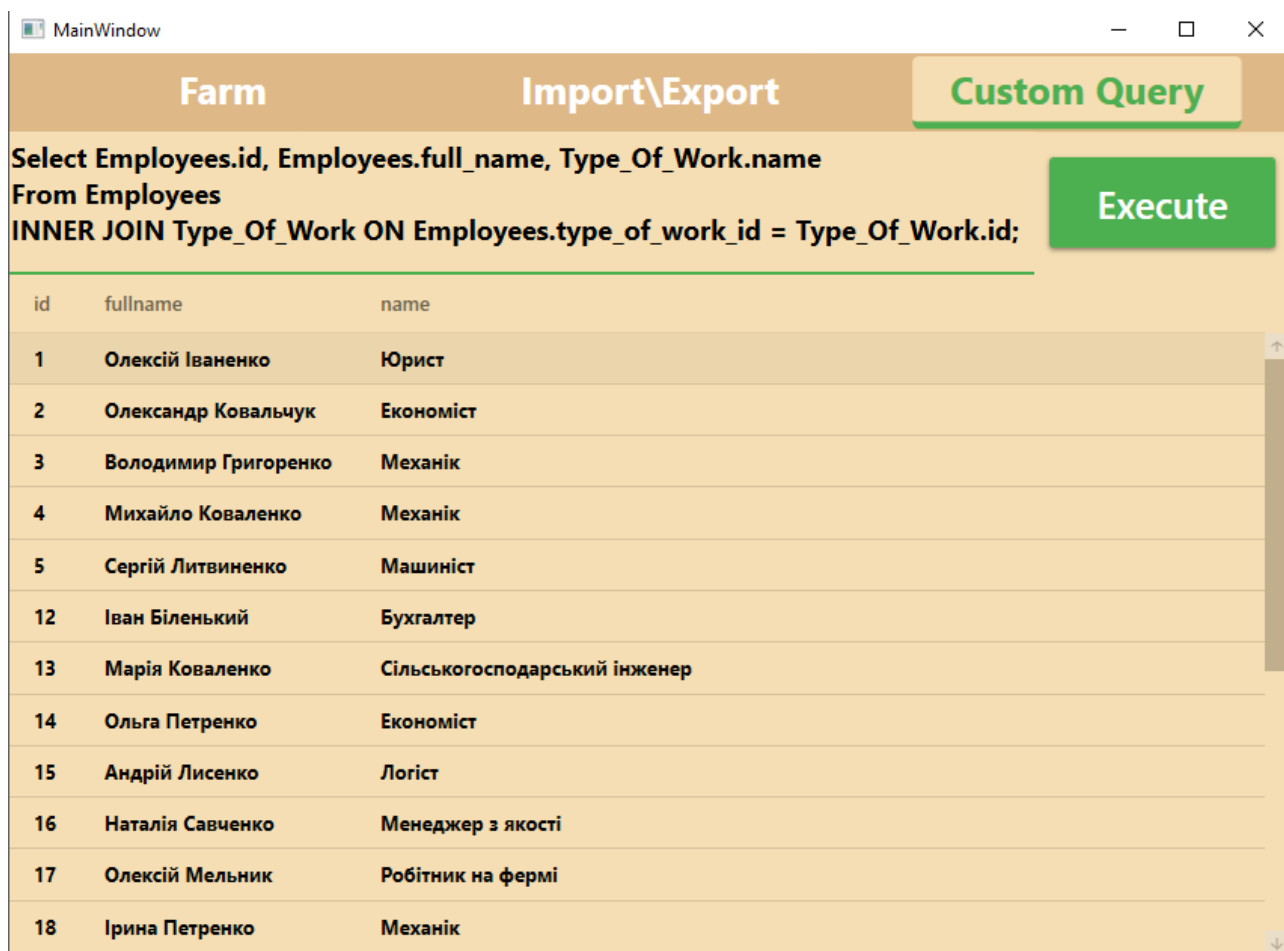 MainWindow
Farm Import\Export Custom Query
Select Employees.id, Employees.full_name, Type_Of_Work.name
From Employees
INNER JOIN Type_Of_Work ON Employees.type_of_work_id = Type_Of_Work.id;
Execute
id fullname name
1 Олексій Іваненко Юрист
2 Олександр Ковальчук Економіст
3 Володимир Григоренко Механік
4 Михайло Коваленко Механік
5 Сергій Литвиненко Машиніст
12 Іван Біленький Бухгалтер
13 Марія Коваленко Сільськогосподарський інженер
14 Ольга Петренко Економіст
15 Андрій Лисенко Логіст
16 Наталія Савченко Менеджер з якості
17 Олексій Мельник Робітник на фермі
18 Ірина Петренко Механік